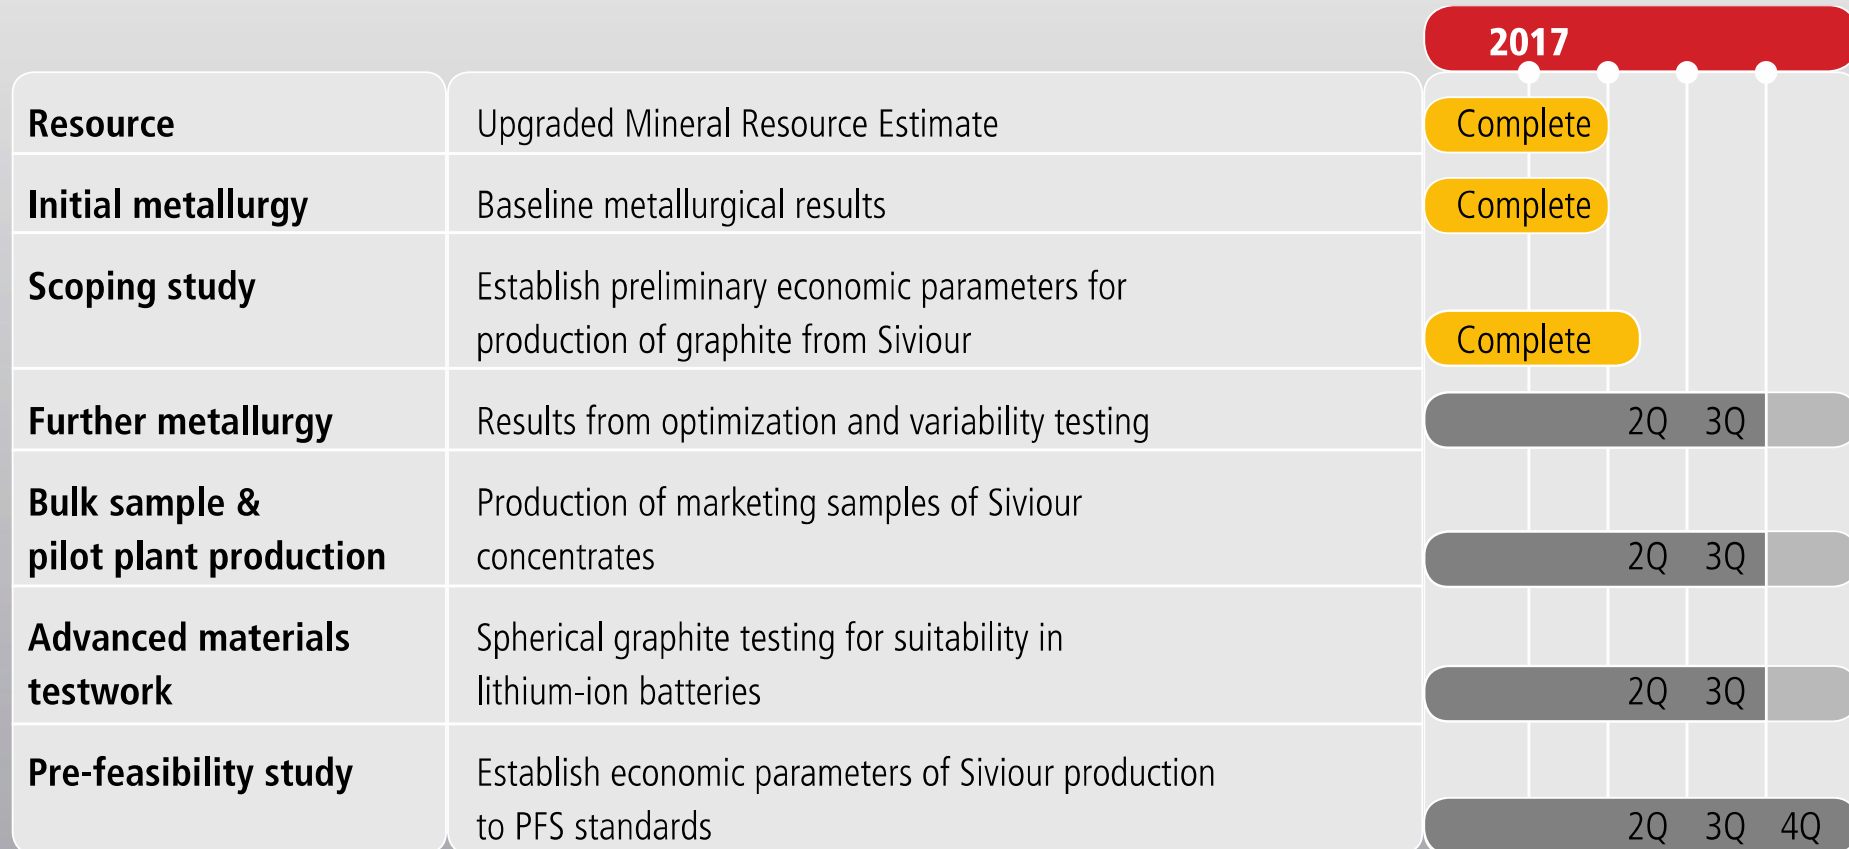 2017
Resource Upgraded Mineral Resource Estimate Complete
Initial metallurgy Baseline metallurgical results Complete
Scoping study Establish preliminary economic parameters for
production of graphite from Siviour Complete
Further metallurgy Results from optimization and variability testing 2Q 3Q
Bulk sample & Production of marketing samples of Siviour
pilot plant production concentrates 2Q 3Q
Advanced materials Spherical graphite testing for suitability in
testwork lithium-ion batteries 2Q 3Q
Pre-feasibility study Establish economic parameters of Siviour production
to PFS standards 2Q 3Q 4Q